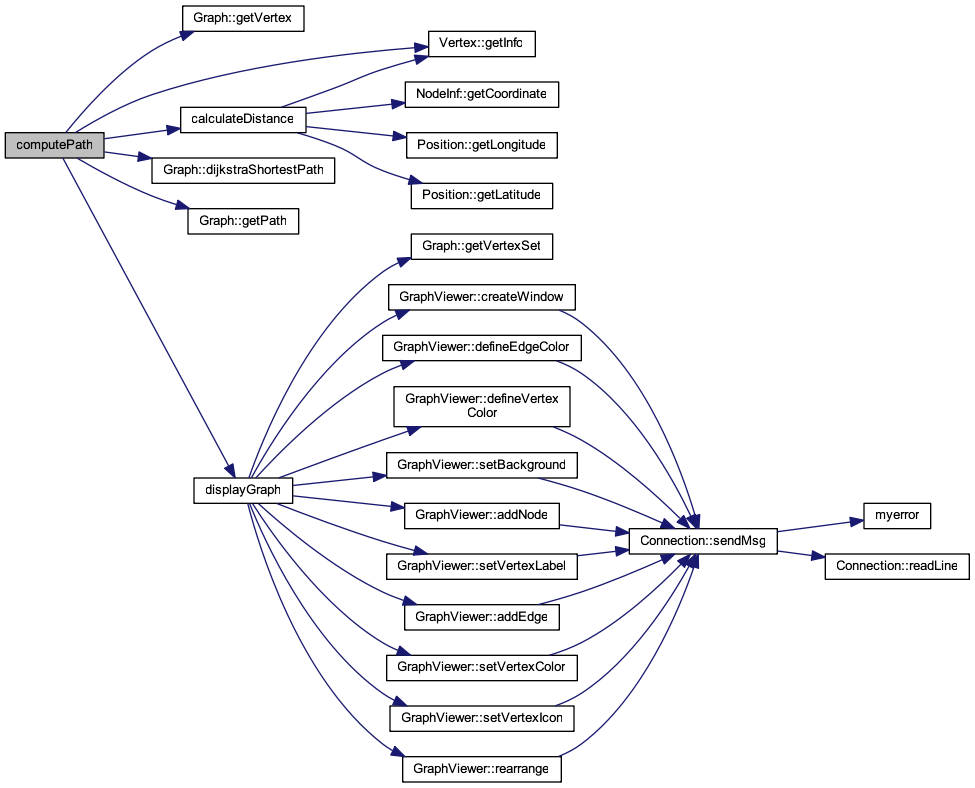 Graph::getVertex
Vertex::getInfo
NodeInf::getCoordinate
calculateDistance
computePath
Position::getLongitude
Graph::dijkstraShortestPath
Position::getLatitude
Graph::getPath
Graph::getVertexSet
GraphViewer::createWindow
GraphViewer::defineEdgeColor
GraphViewer::defineVertex
Color
GraphViewer::setBackground
displayGraph
GraphViewer::addNode
myerror
Connection::sendMsg
GraphViewer::setVertexLabel
Connection::readLine
GraphViewer::addEdge
GraphViewer::setVertexColor
GraphViewer::setVertexIcon
GraphViewer::rearrange